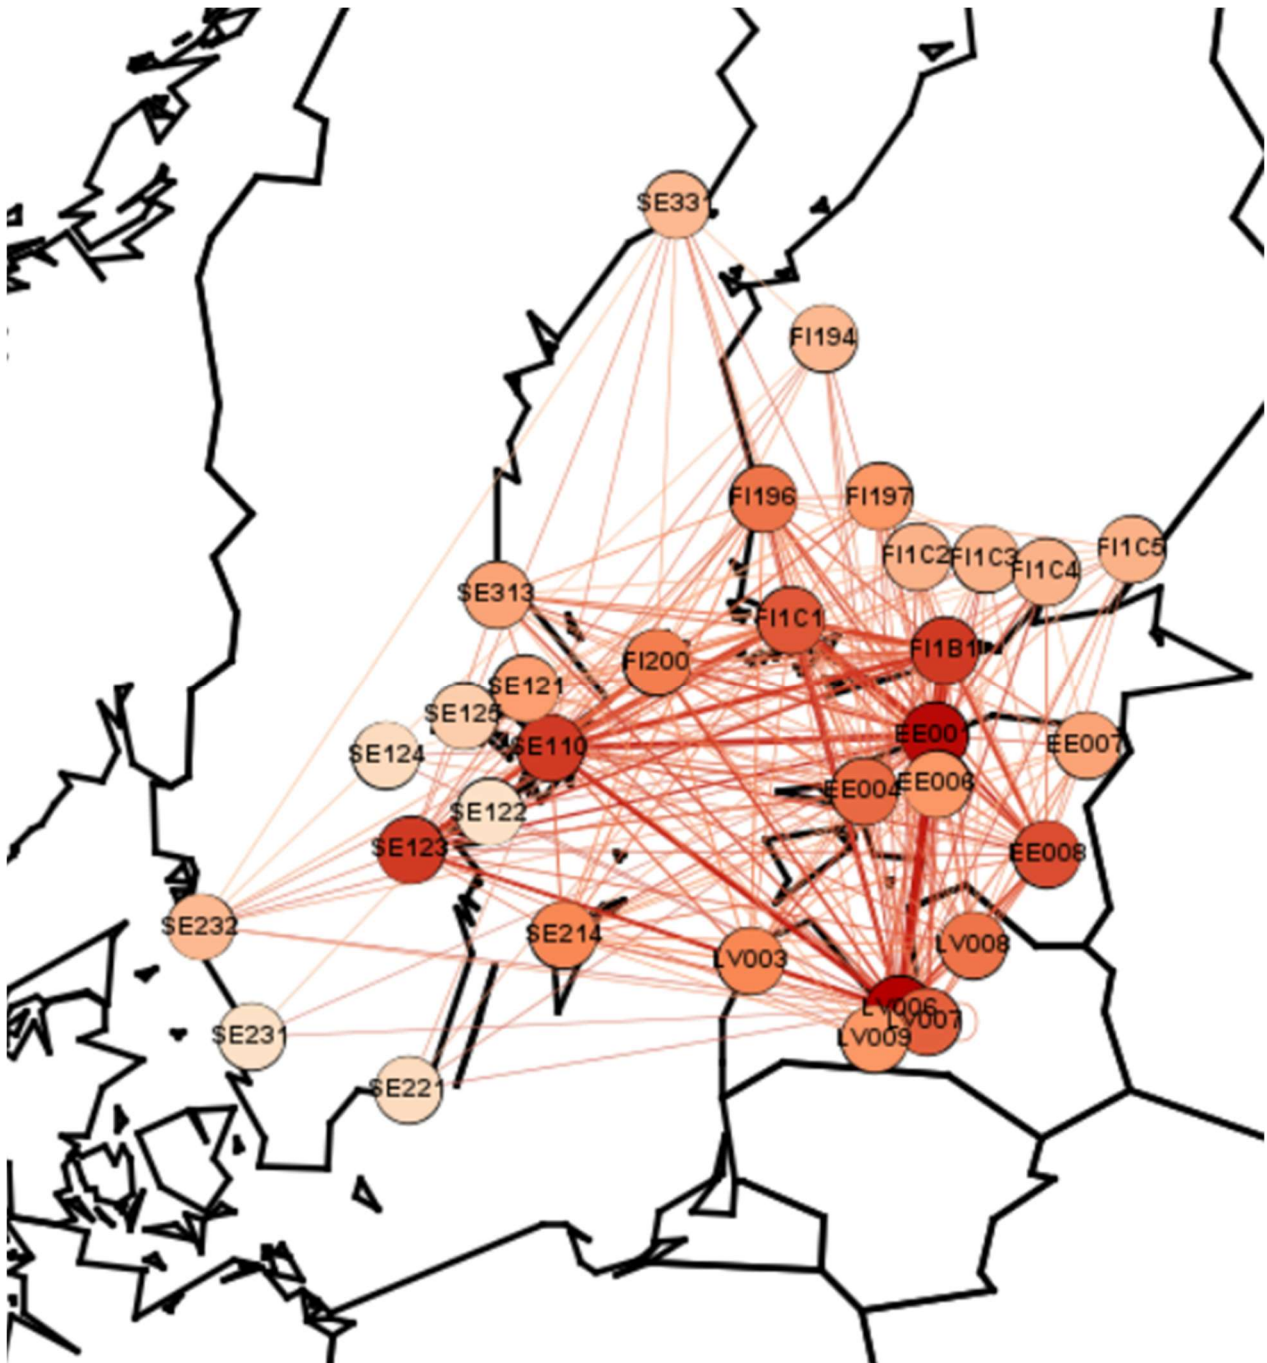 SE331
FI194
FI196
FI197
FI1C2
FI1C3
FI1C4
FI1C5
SE313
FI1C1
FI1B1
FI200
SE121
SE125
SE124
SE110
EE001
EE007
EE004
EE006
SE122
SE123
EE008
SE232
SE214
LV003
LV008
LV006
LV007
LV009
SE231
SE221